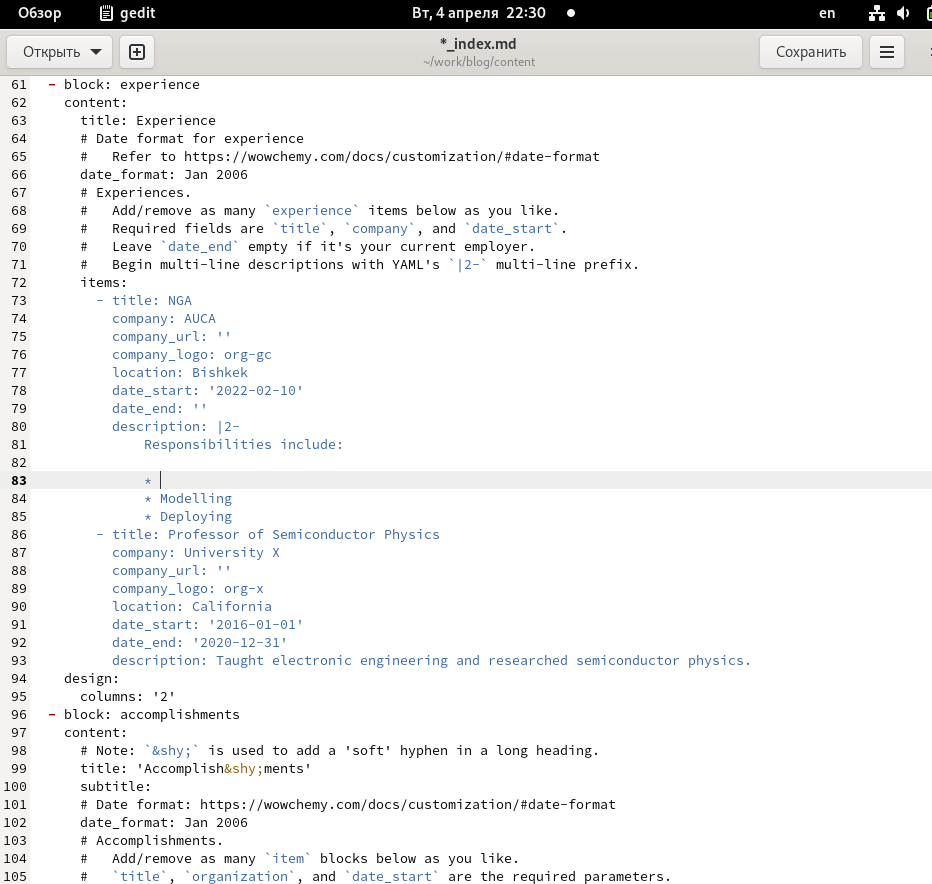 Обзор gedit Вт, 4 апреля 22:30 en
Открыть *_index.md Сохранить
~/work/blog/content
61 - block: experience
62 content:
63 title: Experience
64 # Date format for experience
65 # Refer to https://wowchemy.com/docs/customization/#date-format
66 date_format: Jan 2006
67 # Experiences.
68 # Add/remove as many `experience` items below as you like.
69 # Required fields are `title`, `company`, and `date_start`.
70 # Leave `date_end` empty if it's your current employer.
71 # Begin multi-line descriptions with YAML's `|2-` multi-line prefix.
72 items:
73 - title: NGA
74 company: AUCA
75 company_url: ''
76 company_logo: org-gc
77 location: Bishkek
78 date_start: '2022-02-10'
79 date_end: ''
80 description: |2-
81 Responsibilities include:
82
83 *
84 * Modelling
85 * Deploying
86 - title: Professor of Semiconductor Physics
87 company: University X
88 company_url: ''
89 company_logo: org-x
90 location: California
91 date_start: '2016-01-01'
92 date_end: '2020-12-31'
93 description: Taught electronic engineering and researched semiconductor physics.
94 design:
95 columns: '2'
96 - block: accomplishments
97 content:
98 # Note: `&shy;` is used to add a 'soft' hyphen in a long heading.
99 title: 'Accomplish&shy;ments'
100 subtitle:
101 # Date format: https://wowchemy.com/docs/customization/#date-format
102 date_format: Jan 2006
103 # Accomplishments.
104 # Add/remove as many `item` blocks below as you like.
105 # `title`, `organization`, and `date_start` are the required parameters.